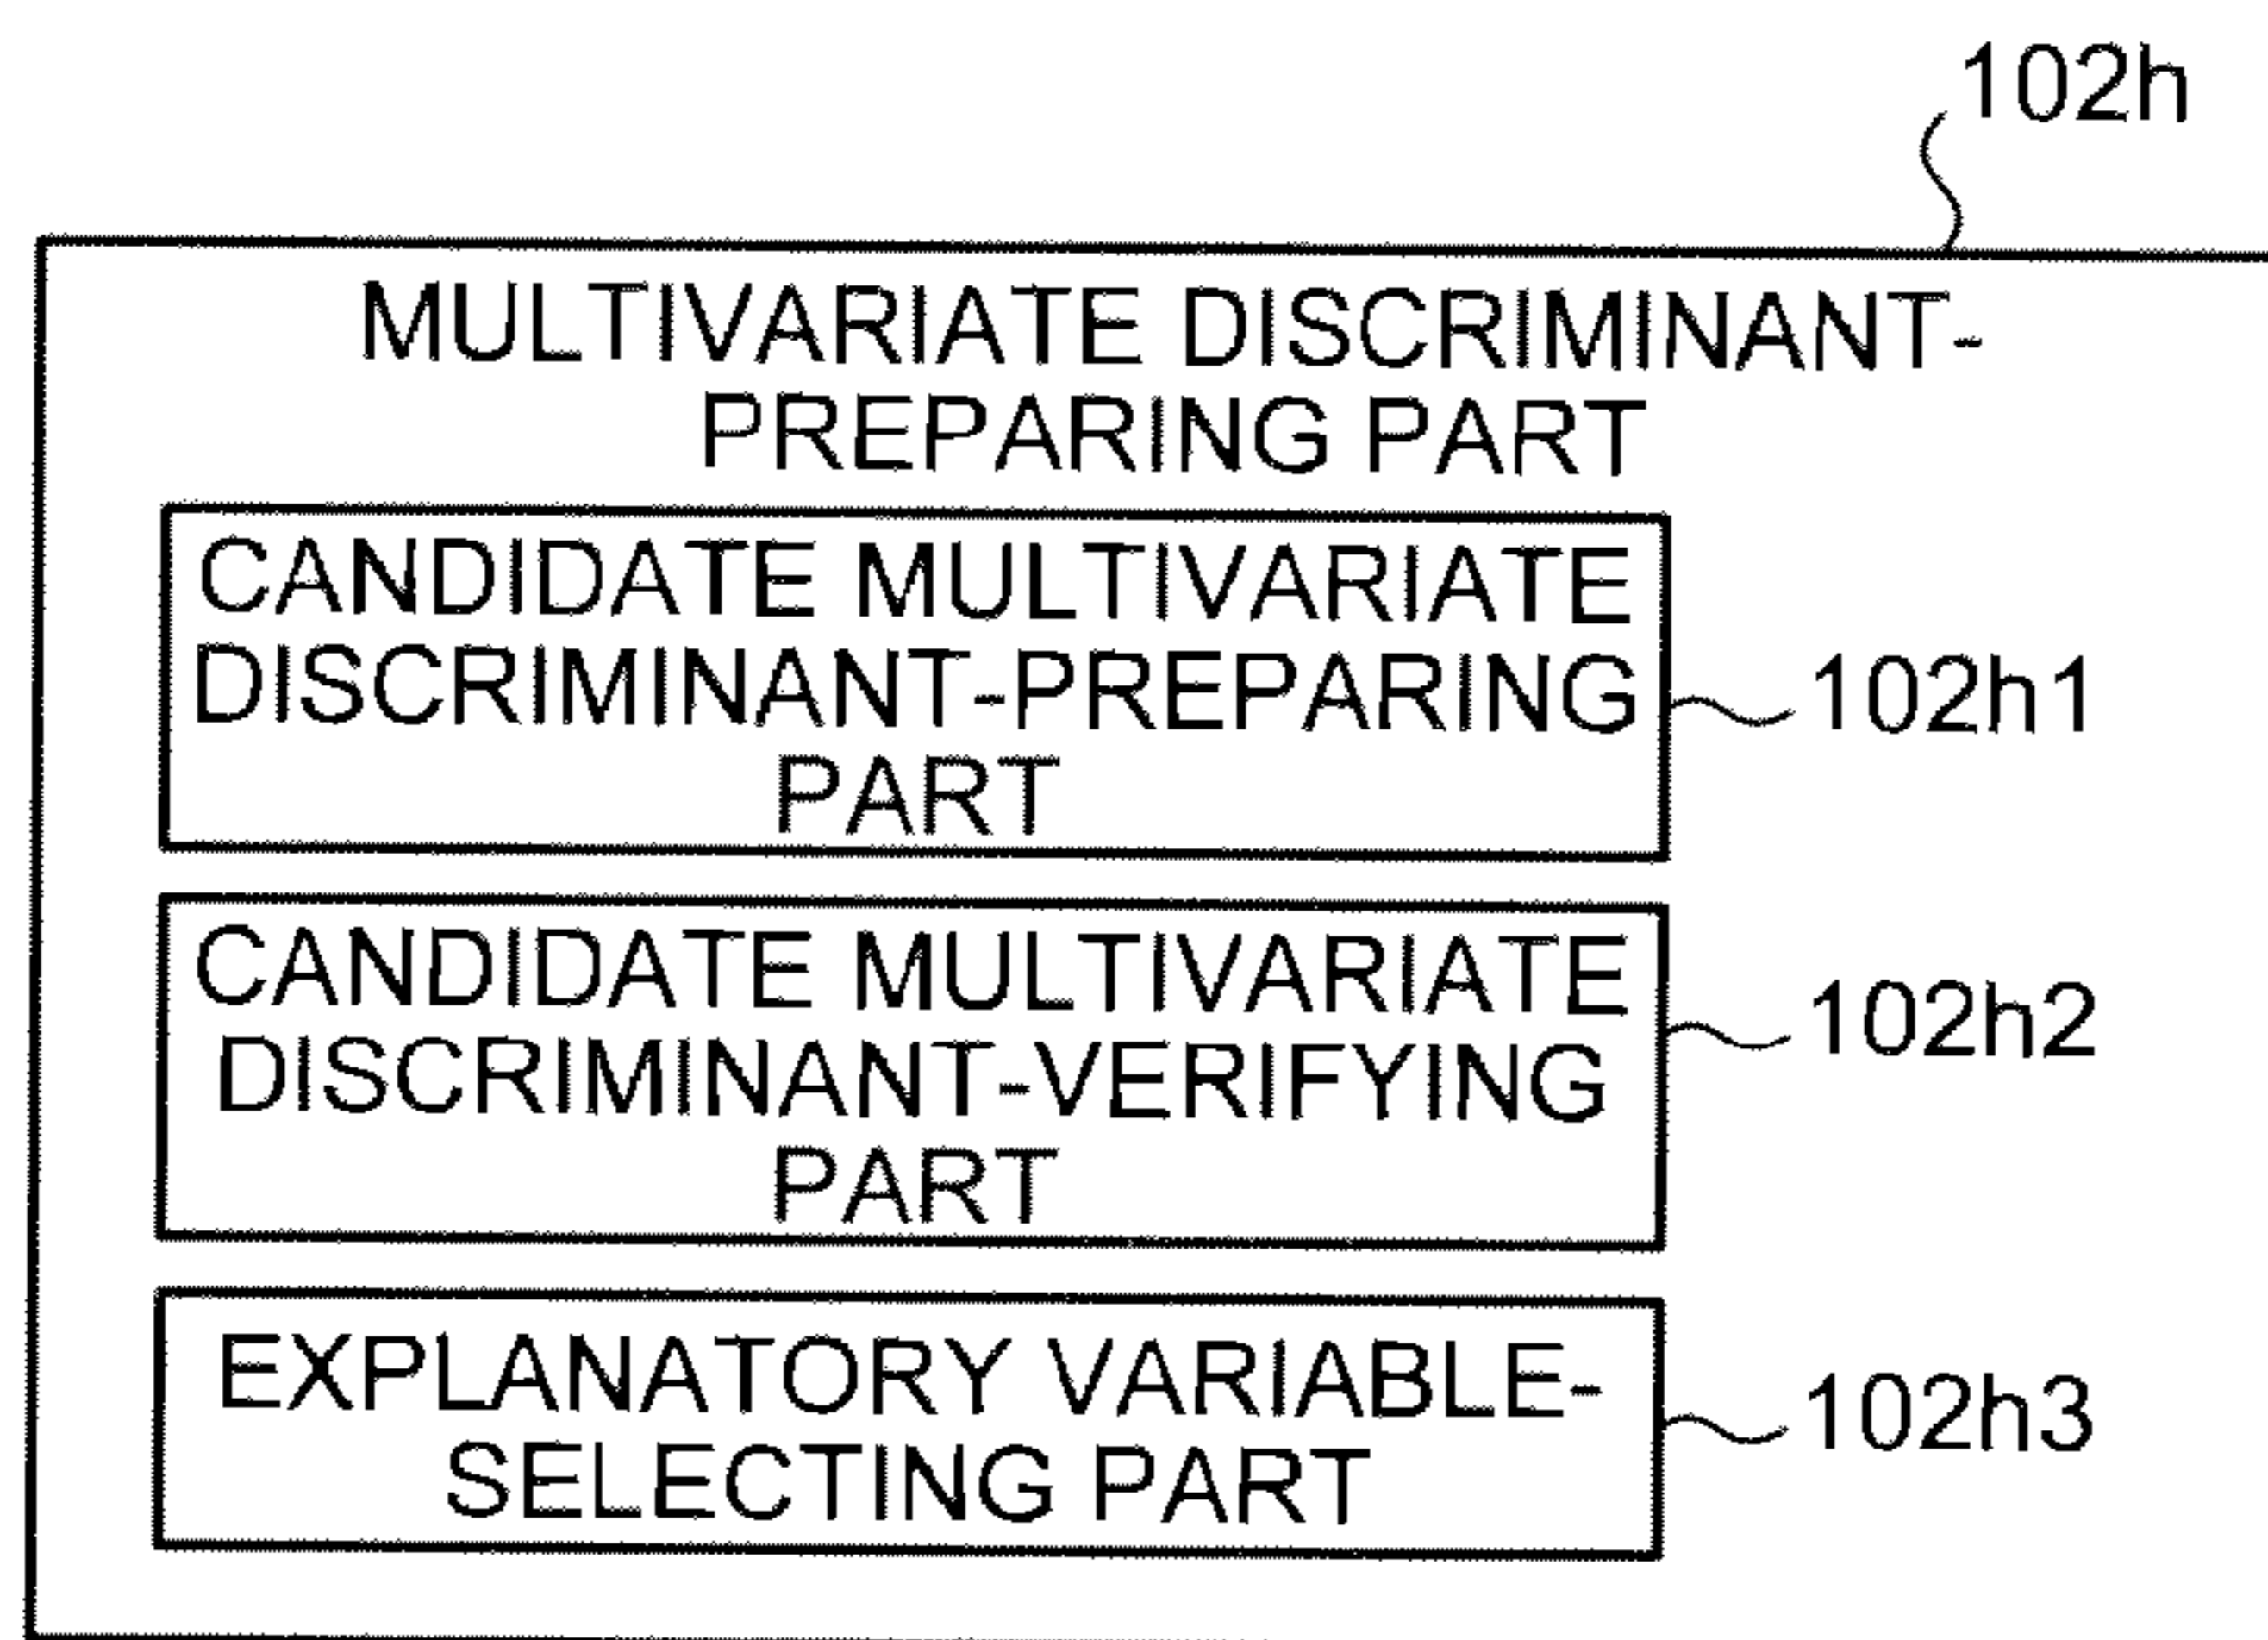 102h
MULTIVARIATE DISCRIMINANT-
PREPARING PART
CANDIDATE MULTIVARIATE
DISCRIMINANT-PREPARING
PART
102h1
CANDIDATE MULTIVARIATE
DISCRIMINANT-VERIFYING
PART
102h2
EXPLANATORY VARIABLE-
SELECTING PART
102h3